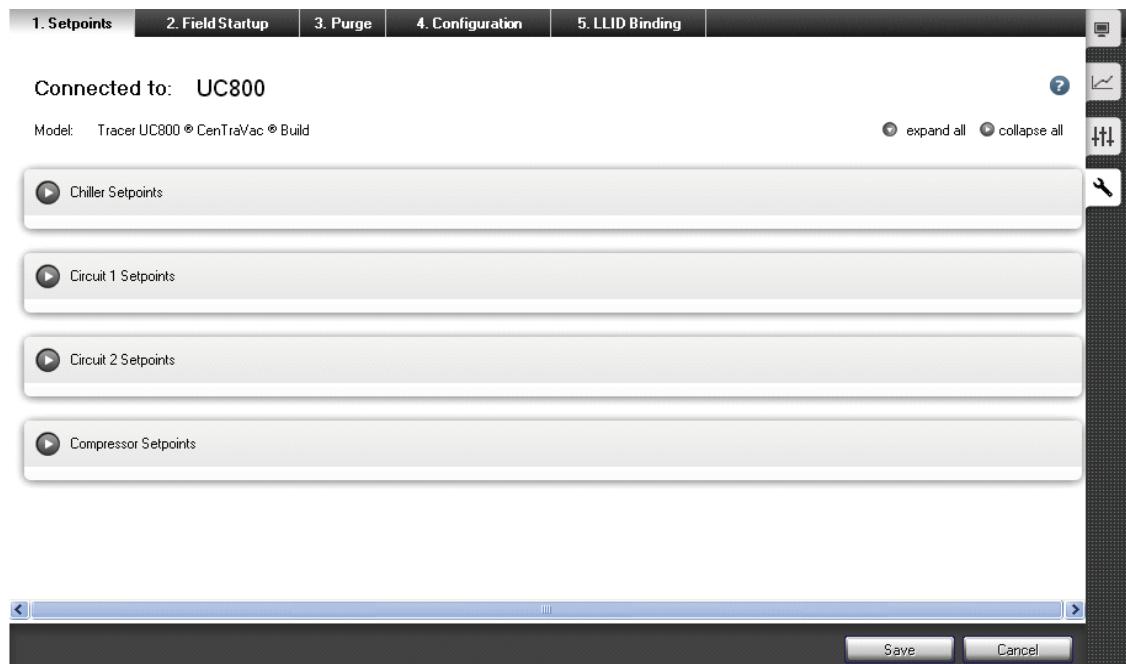 1. Setpoints 2. Field Startup 3. Purge 4. Configuration 5. LLID Binding
Connected to: UC800
?
Model: Tracer UC800 ® CenTraVac ® Build
expand all collapse all
Chiller Setpoints
Circuit 1 Setpoints
Circuit 2 Setpoints
Compressor Setpoints
Save Cancel